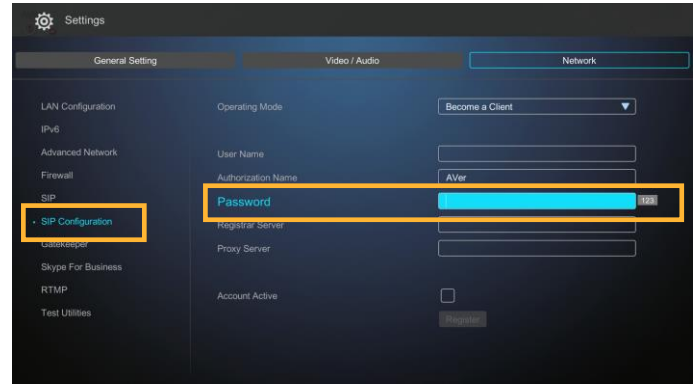 Settings
General Setting Video / Audio Network
LAN Configuration Operating Mode Become a Client
IPv6
Advanced Network User Name
Firewall Authorization Name AVer
SIP Password 123
SIP Configuration Registrar Server
Gatekeeper Proxy Server
Skype For Business
RTMP Account Active
Test Utilities Register